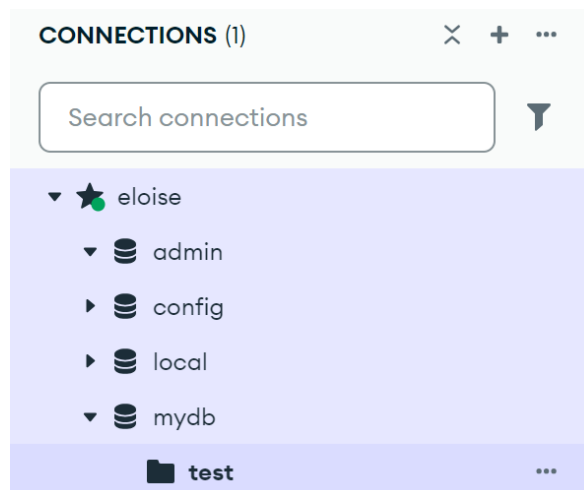 CONNECTIONS (1)
Search connections
eloise
admin
config
local
mydb
test